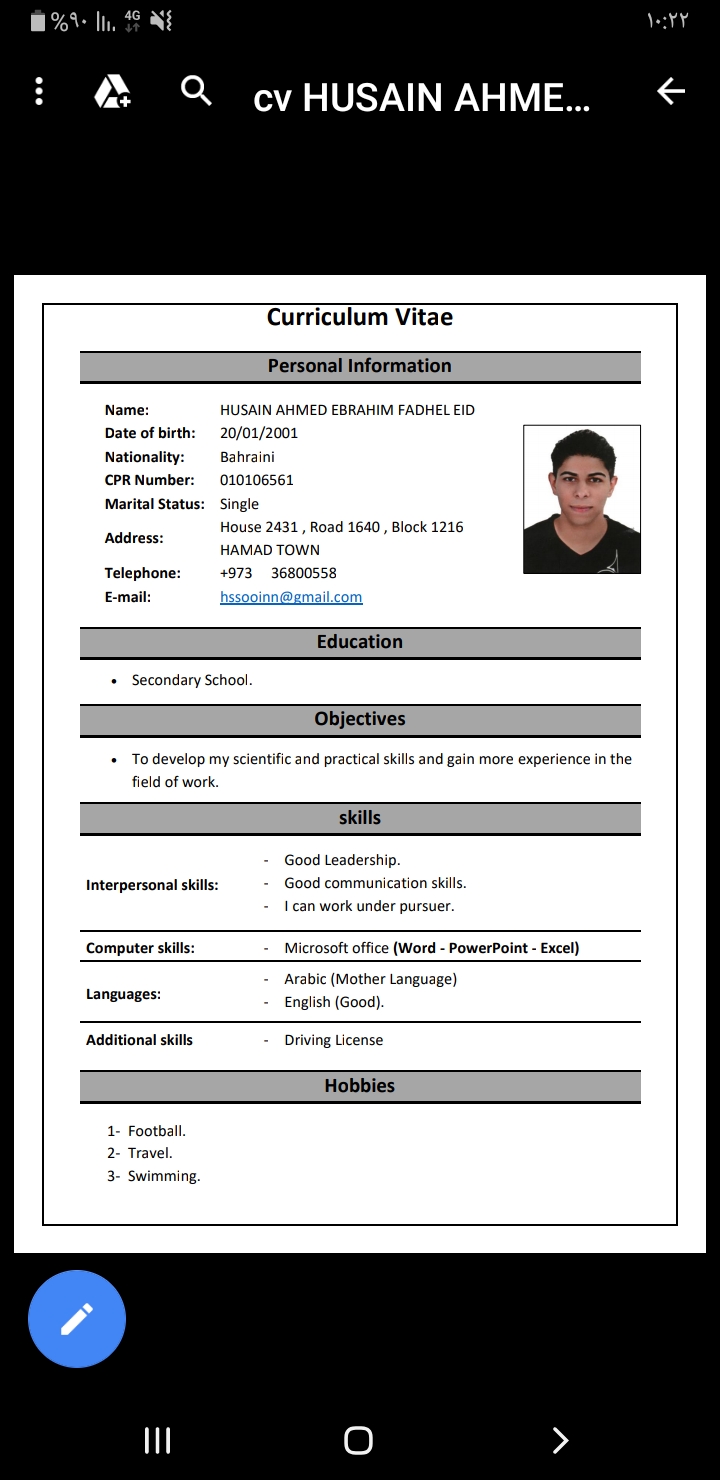 %٩٠ 4G ١٠:٢٢
cv HUSAIN AHME...
Curriculum Vitae
Personal Information
Name: HUSAIN AHMED EBRAHIM FADHEL EID
Date of birth: 20/01/2001
Nationality: Bahraini
CPR Number: 010106561
Marital Status: Single
Address: House 2431 , Road 1640 , Block 1216
HAMAD TOWN
Telephone: +973 36800558
E-mail: hssooinn@gmail.com
Education
• Secondary School.
Objectives
• To develop my scientific and practical skills and gain more experience in the
field of work.
skills
Interpersonal skills:
- Good Leadership.
- Good communication skills.
- I can work under pursuer.
Computer skills: - Microsoft office (Word - PowerPoint - Excel)
Languages:
- Arabic (Mother Language)
- English (Good).
Additional skills - Driving License
Hobbies
1- Football.
2- Travel.
3- Swimming.